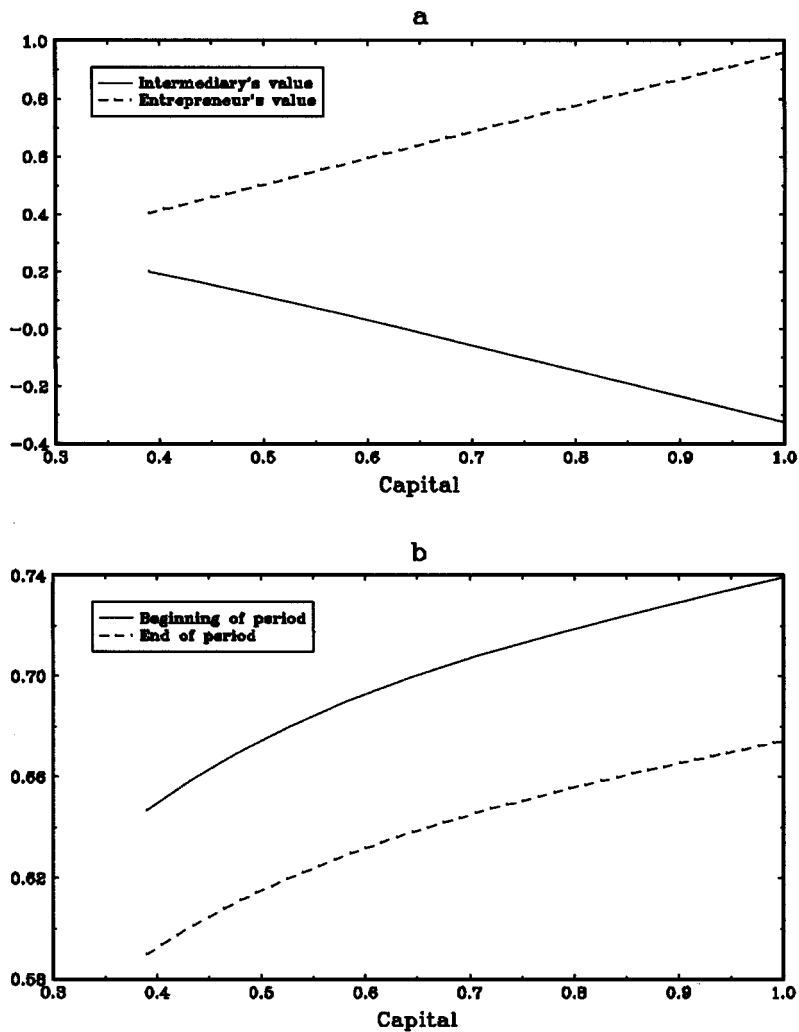 a
1.0
Intermediary's value
Entrepreneur's value
0.8
0.6
0.4
0.2
-0.0
-0.2
-0.4
0.3 0.4 0.5 0.6 0.7 0.8 0.9 1.0
Capital
b
0.74
Beginning of period
End of period
0.70
0.66
0.62
0.58
0.3 0.4 0.5 0.6 0.7 0.8 0.9 1.0
Capital